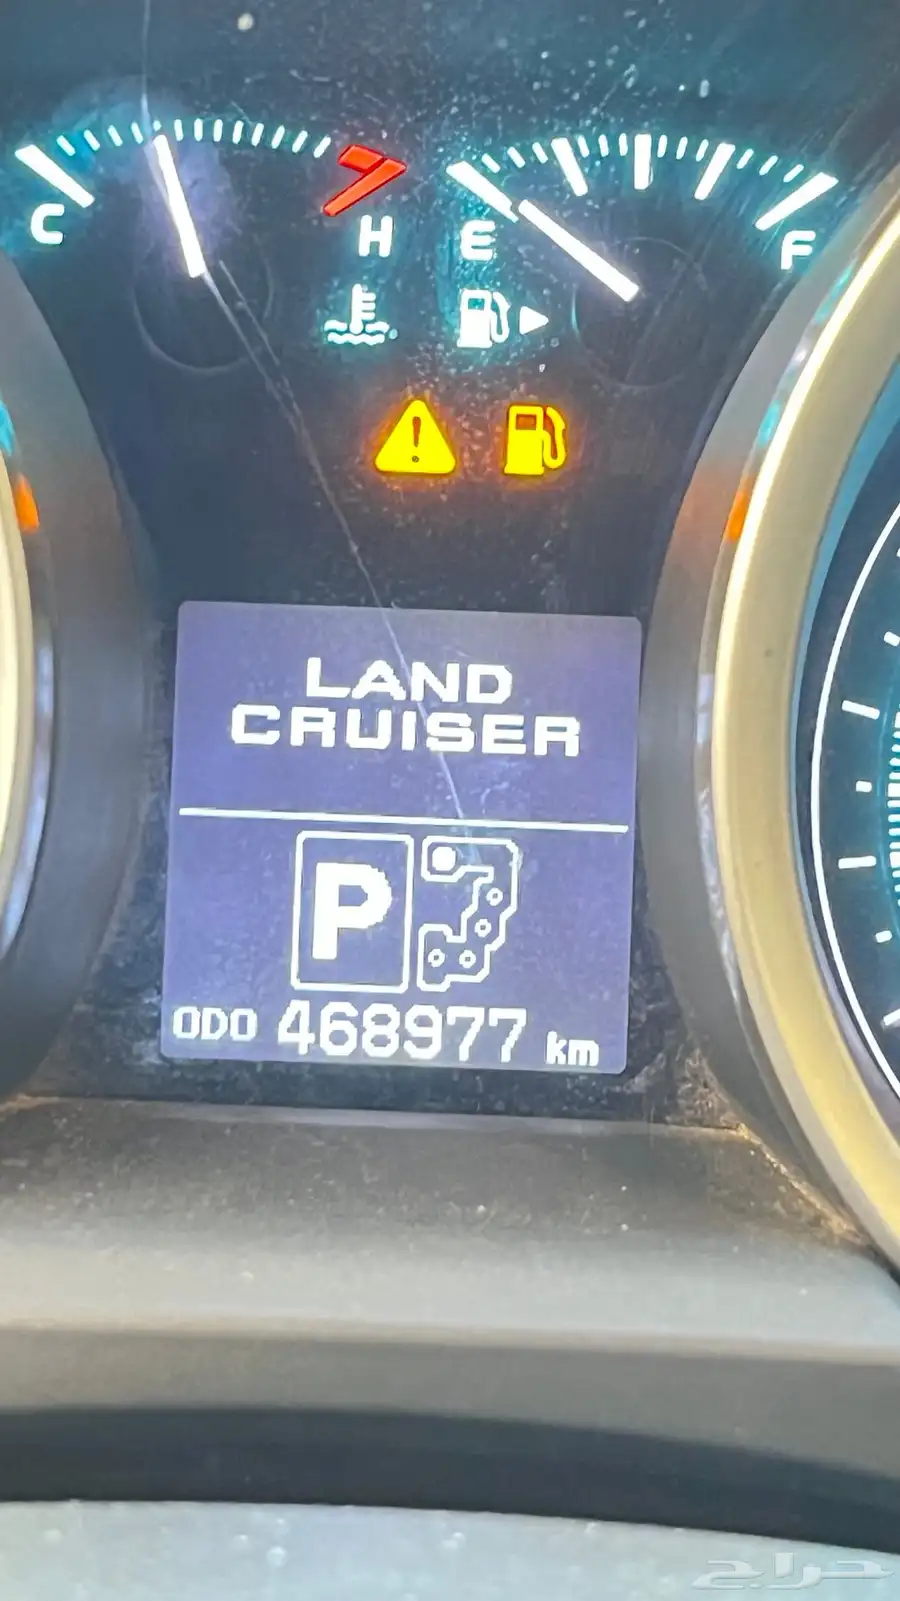 C
H
E
F
LAND
CRUISER
P
ODO 468977 km
حراج